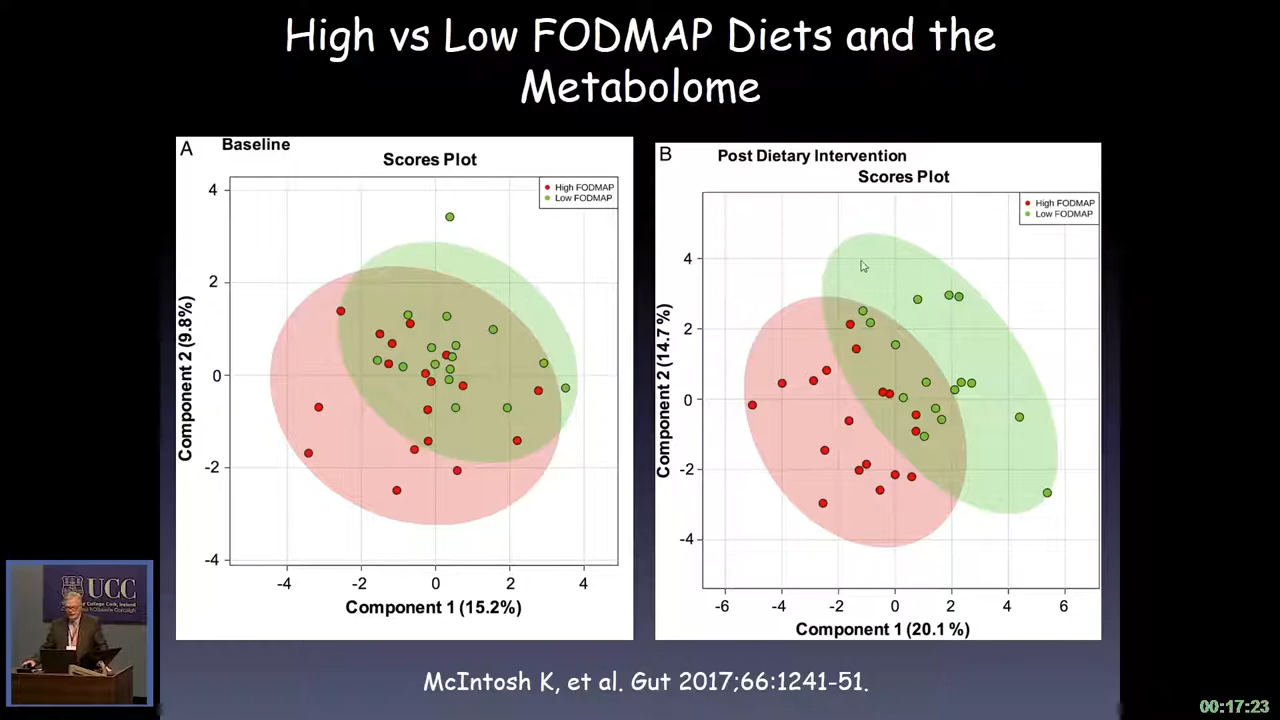 High vs Low FODMAP Diets and the
Metabolome
A
Baseline
Scores Plot
High FODMAP
Low FODMAP
4
2
0
-2
-4
-4
-2
0
2
4
Component 2 (9.8%)
Component 1 (15.2%)
B
Post Dietary Intervention
Scores Plot
High FODMAP
Low FODMAP
4
2
0
-2
-4
-6
-4
-2
0
2
4
6
Component 2 (14.7 %)
Component 1 (20.1 %)
UCC
College Cork, Ireland
McIntosh K, et al. Gut 2017;66:1241-51.
00:17:23